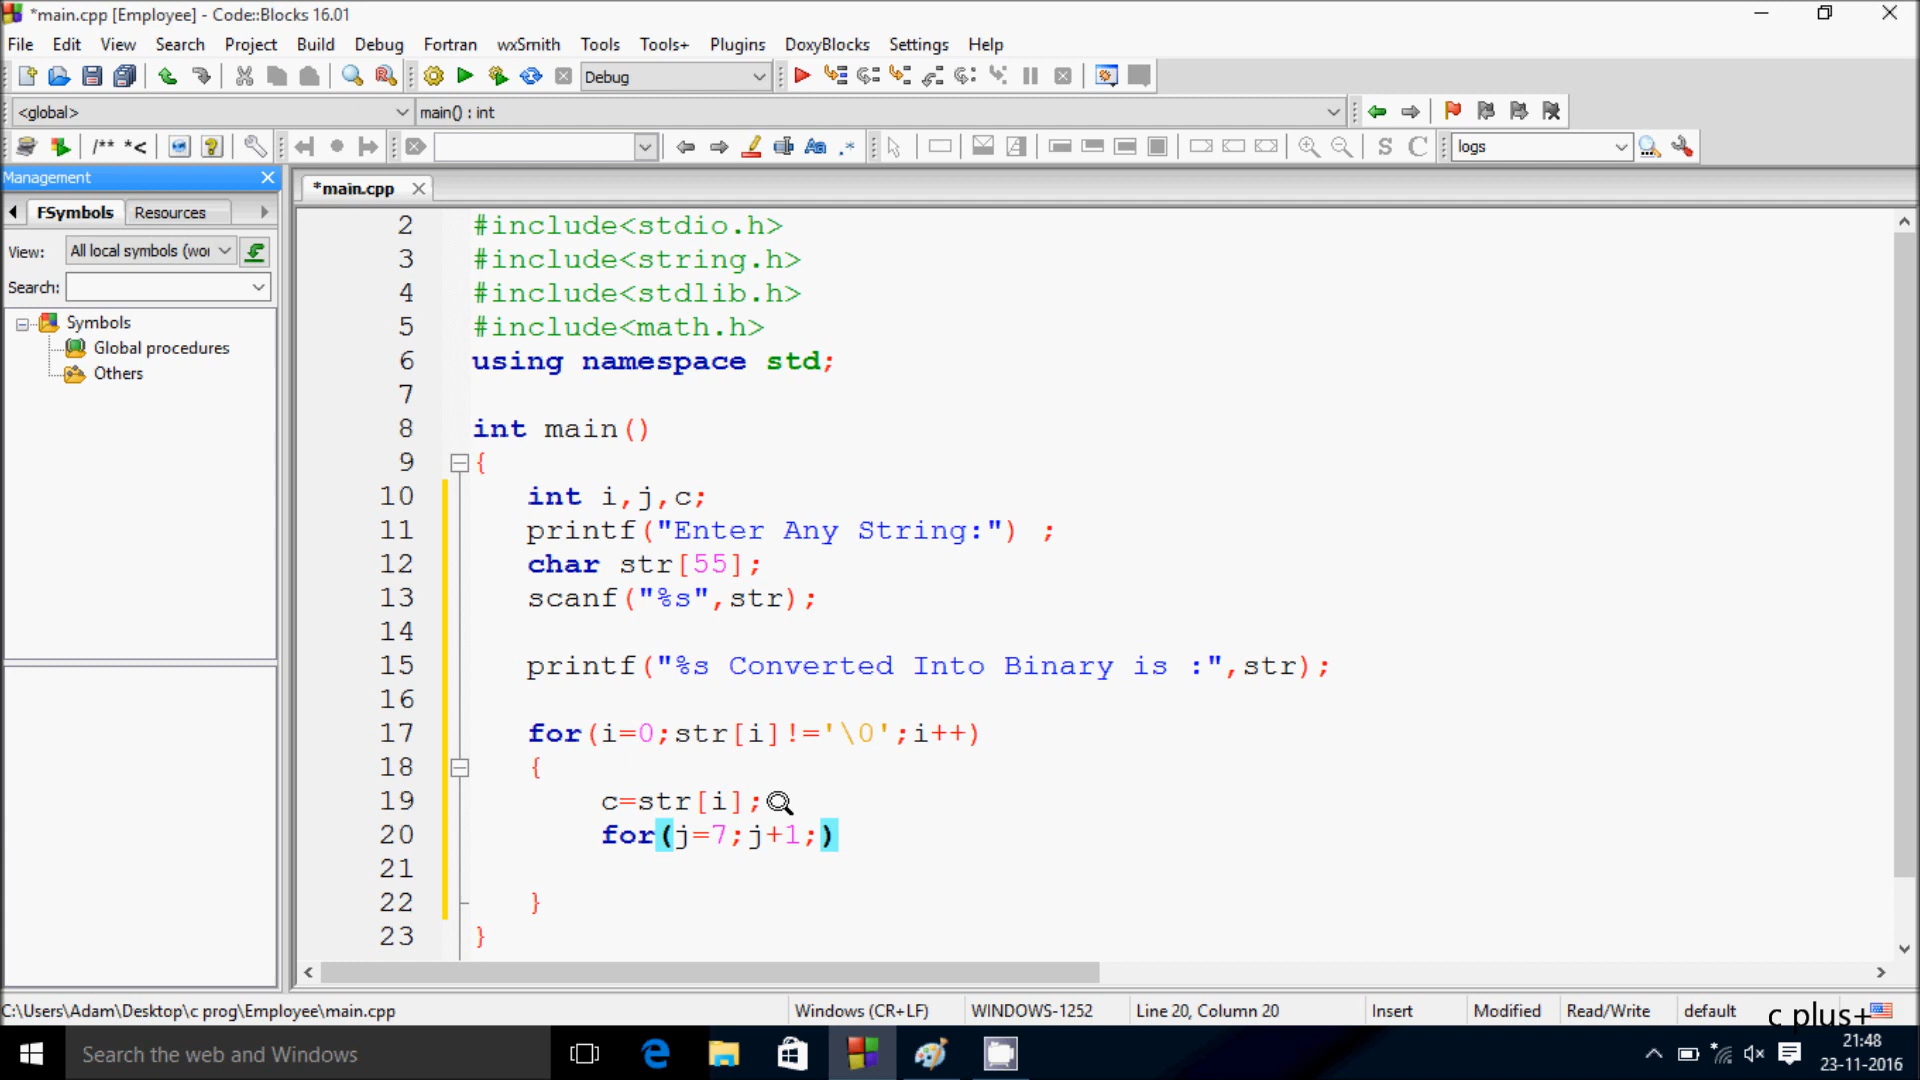 *main.cpp [Employee] - Code::Blocks 16.01
File Edit View Search Project Build Debug Fortran wxSmith Tools Tools+ Plugins DoxyBlocks Settings Help
Debug
<global> main() : int
/** *< Aa .* S C logs
Management
FSymbols Resources
*main.cpp
View: All local symbols (wor
Search:
Symbols
Global procedures
Others
2 #include<stdio.h>
3 #include<string.h>
4 #include<stdlib.h>
5 #include<math.h>
6 using namespace std;
7
8 int main()
9 {
10 int i,j,c;
11 printf("Enter Any String:") ;
12 char str[55];
13 scanf("%s",str);
14
15 printf("%s Converted Into Binary is :",str);
16
17 for(i=0;str[i]!='\0';i++)
18 {
19 c=str[i];
20 for(j=7;j+1;)
21
22 }
23 }
C:\Users\Adam\Desktop\c prog\Employee\main.cpp Windows (CR+LF) WINDOWS-1252 Line 20, Column 20 Insert Modified Read/Write default
c plus+
Search the web and Windows
21:48
23-11-2016